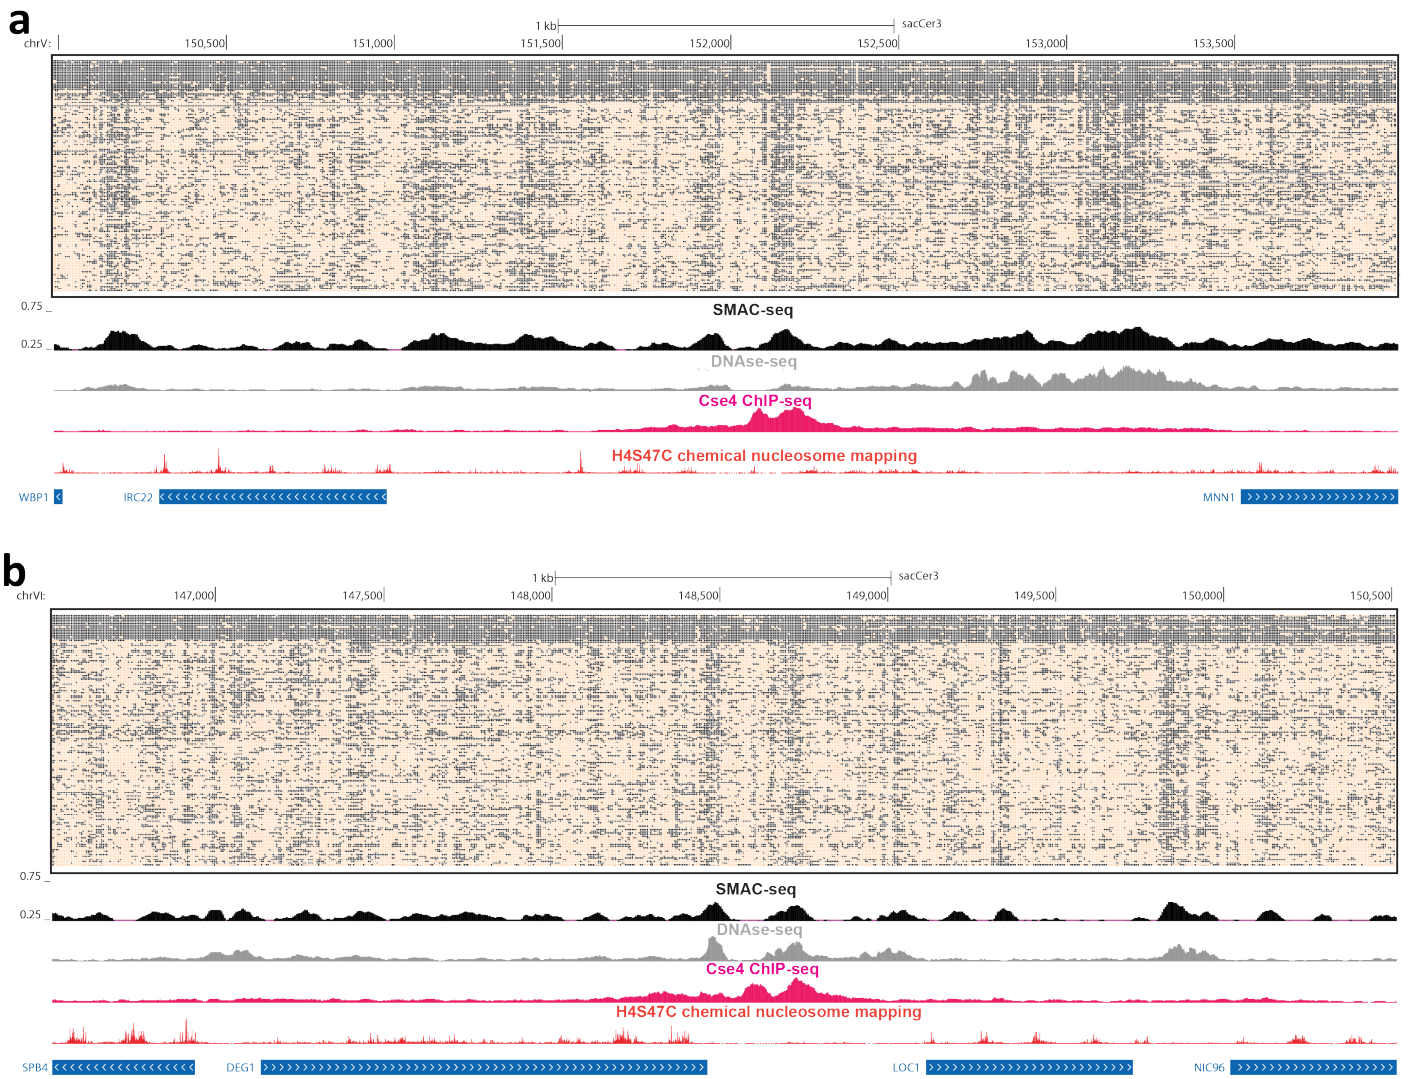 a
1 kb sacCer3
chrV: 150,500 151,000 151,500 152,000 152,500 153,000 153,500
0.75
SMAC-seq
0.25
DNAse-seq
Cse4 ChIP-seq
H4S47C chemical nucleosome mapping
WBP1 IRC22 MNN1
b
1 kb sacCer3
chrVI: 147,000 147,500 148,000 148,500 149,000 149,500 150,000 150,500
0.75
SMAC-seq
0.25
DNAse-seq
Cse4 ChIP-seq
H4S47C chemical nucleosome mapping
SPB4 DEG1 LOC1 NIC96